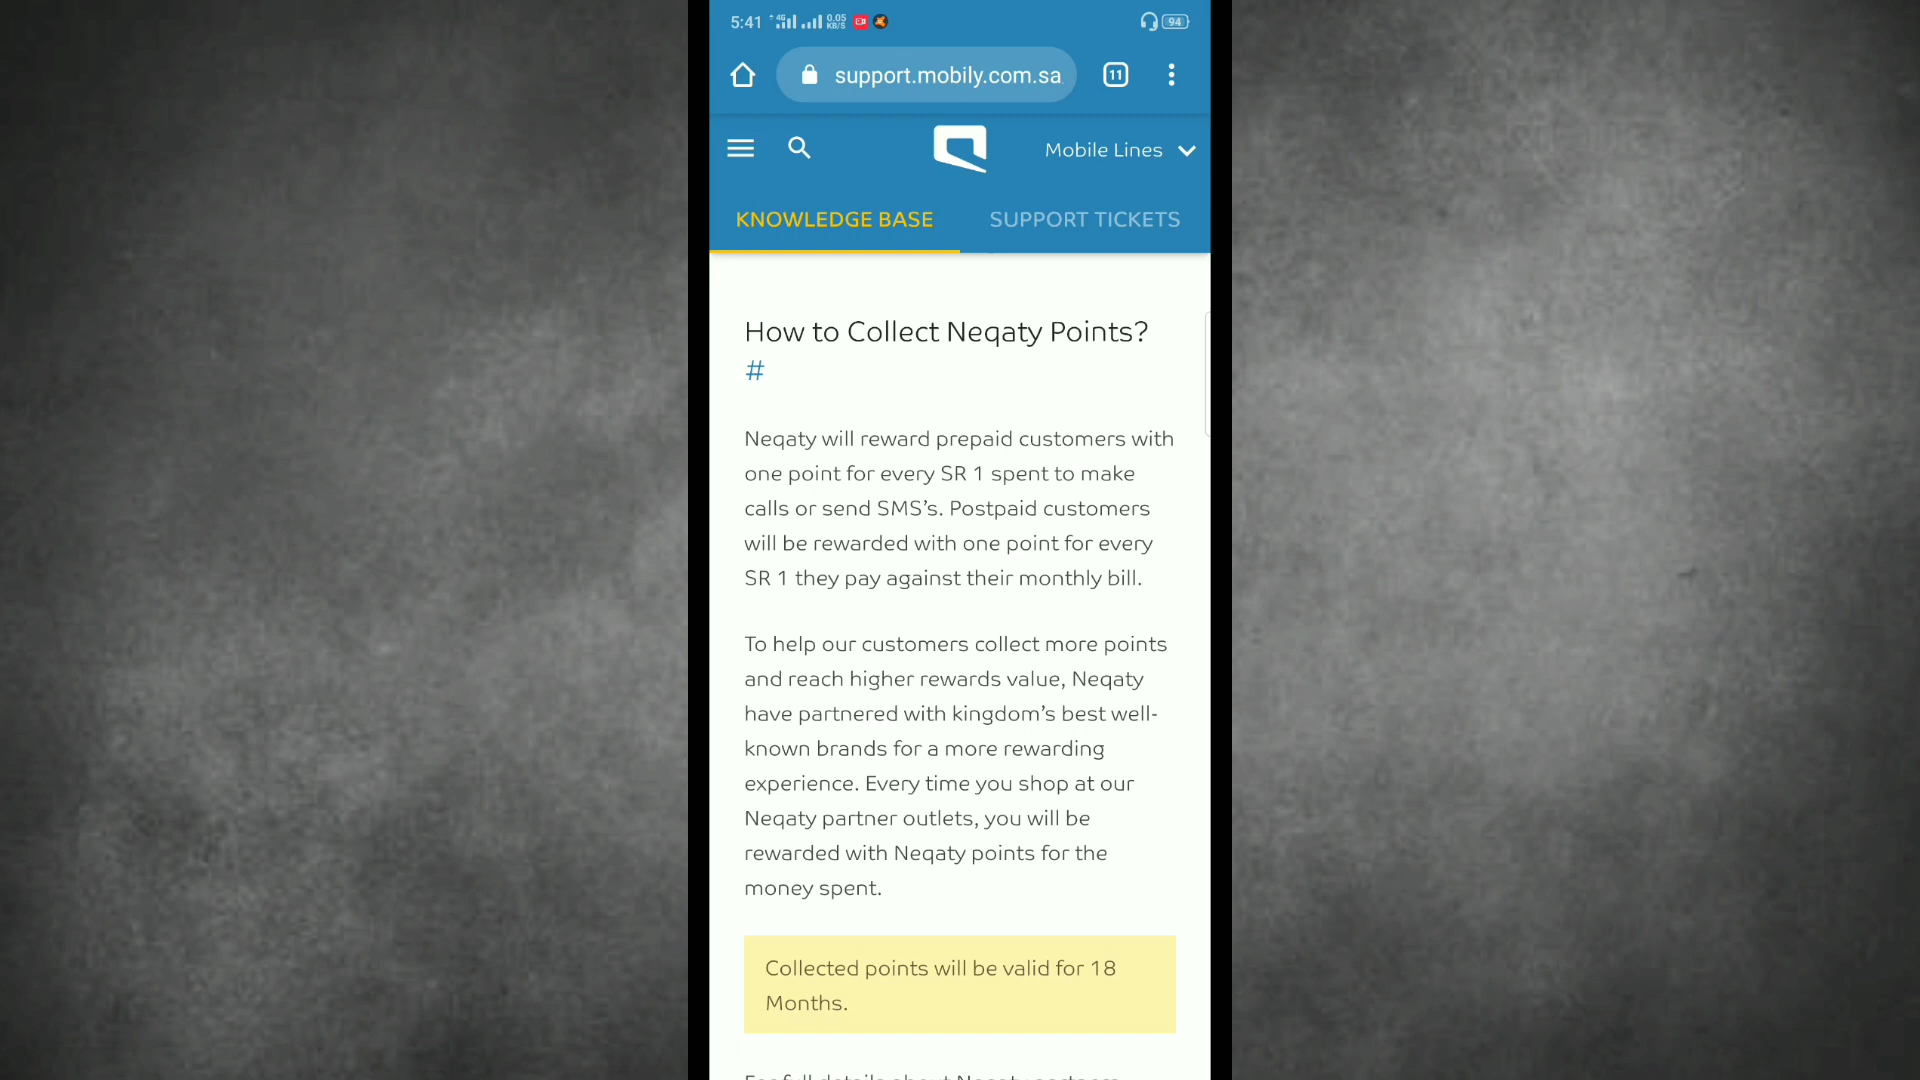 5:41 4G 0.05 KB/S 94
support.mobily.com.sa 11
Mobile Lines
KNOWLEDGE BASE SUPPORT TICKETS
How to Collect Neqaty Points?
#
Neqaty will reward prepaid customers with
one point for every SR 1 spent to make
calls or send SMS’s. Postpaid customers
will be rewarded with one point for every
SR 1 they pay against their monthly bill.
To help our customers collect more points
and reach higher rewards value, Neqaty
have partnered with kingdom’s best well-
known brands for a more rewarding
experience. Every time you shop at our
Neqaty partner outlets, you will be
rewarded with Neqaty points for the
money spent.
Collected points will be valid for 18
Months.